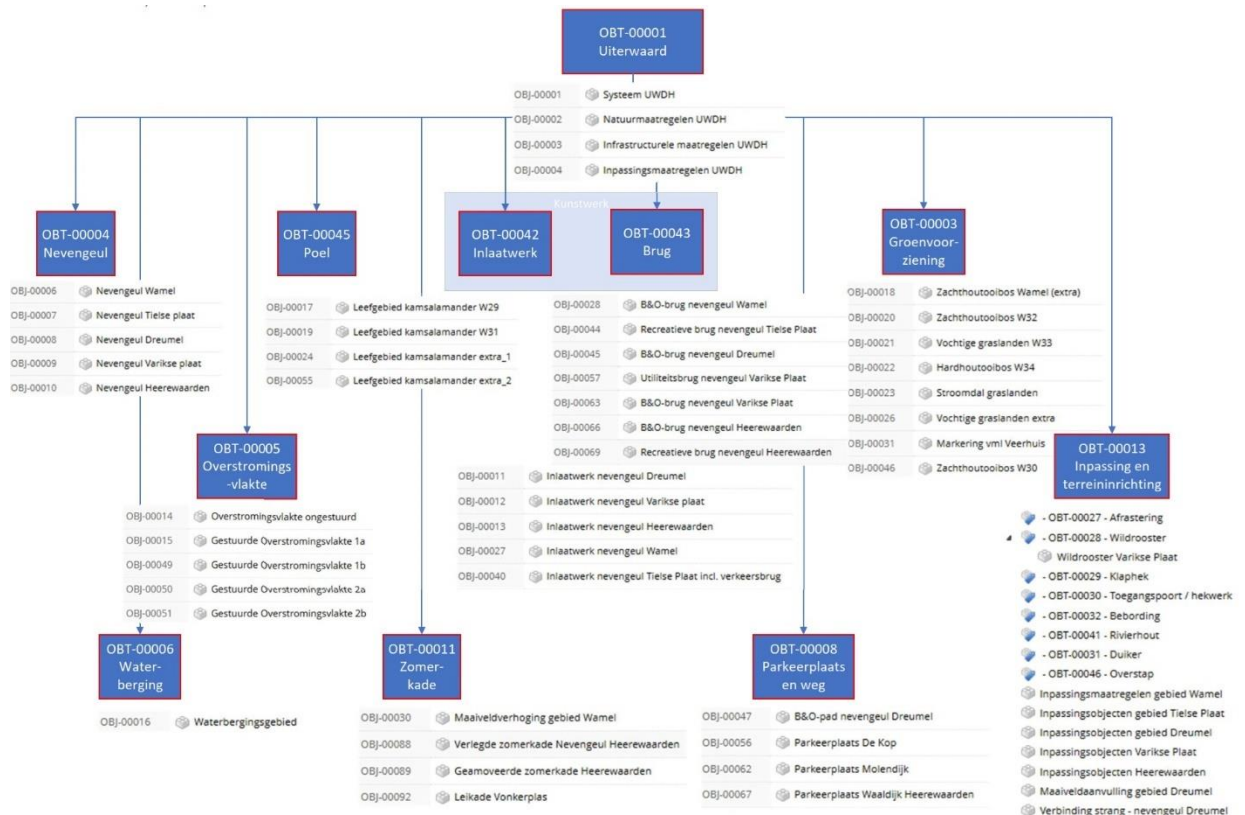 OBT-00001
Uiterwaard
OBJ-00001 Systeem UWDH
OBJ-00002 Natuurmaatregelen UWDH
OBJ-00003 Infrastructurele maatregelen UWDH
OBJ-00004 Inpassingsmaatregelen UWDH
OBT-00004
Nevengeul
OBJ-00006 Nevengeul Wamel
OBJ-00007 Nevengeul Tielse plaat
OBJ-00008 Nevengeul Dreumel
OBJ-00009 Nevengeul Varikse plaat
OBJ-00010 Nevengeul Heerewaarden
OBT-00045
Poel
OBJ-00017 Leefgebied kamsalamander W29
OBJ-00019 Leefgebied kamsalamander W31
OBJ-00024 Leefgebied kamsalamander extra_1
OBJ-00055 Leefgebied kamsalamander extra_2
Kunstwerk
OBT-00042
Inlaatwerk
OBT-00043
Brug
OBJ-00028 B&O-brug nevengeul Wamel
OBJ-00044 Recreatieve brug nevengeul Tielse Plaat
OBJ-00045 B&O-brug nevengeul Dreumel
OBJ-00057 Utiliteitsbrug nevengeul Varikse Plaat
OBJ-00063 B&O-brug nevengeul Varikse Plaat
OBJ-00066 B&O-brug nevengeul Heerewaarden
OBJ-00069 Recreatieve brug nevengeul Heerewaarden
OBT-00003
Groenvoor-
ziening
OBJ-00018 Zachthoutooibos Wamel (extra)
OBJ-00020 Zachthoutooibos W32
OBJ-00021 Vochtige graslanden W33
OBJ-00022 Hardhoutooibos W34
OBJ-00023 Stroomdal graslanden
OBJ-00026 Vochtige graslanden extra
OBJ-00031 Markering vml Veerhuis
OBJ-00046 Zachthoutooibos W30
OBT-00005
Overstromings
-vlakte
OBJ-00014 Overstromingsvlakte ongestuurd
OBJ-00015 Gestuurde Overstromingsvlakte 1a
OBJ-00049 Gestuurde Overstromingsvlakte 1b
OBJ-00050 Gestuurde Overstromingsvlakte 2a
OBJ-00051 Gestuurde Overstromingsvlakte 2b
OBJ-00011 Inlaatwerk nevengeul Dreumel
OBJ-00012 Inlaatwerk nevengeul Varikse plaat
OBJ-00013 Inlaatwerk nevengeul Heerewaarden
OBJ-00027 Inlaatwerk nevengeul Wamel
OBJ-00040 Inlaatwerk nevengeul Tielse Plaat incl. verkeersbrug
OBT-00013
Inpassing en
terreininrichting
- OBT-00027 - Afrastering
- OBT-00028 - Wildrooster
Wildrooster Varikse Plaat
- OBT-00029 - Klaphek
- OBT-00030 - Toegangspoort / hekwerk
- OBT-00032 - Bebording
- OBT-00041 - Rivierhout
- OBT-00031 - Duiker
- OBT-00046 - Overstap
Inpassingsmaatregelen gebied Wamel
Inpassingsobjecten gebied Tielse Plaat
Inpassingsobjecten gebied Dreumel
Inpassingsobjecten Varikse Plaat
Inpassingsobjecten Heerewaarden
Maaiveldaanvulling gebied Dreumel
Verbinding strang - nevengeul Dreumel
OBT-00006
Water-
berging
OBJ-00016 Waterbergingsgebied
OBT-00011
Zomer-
kade
OBJ-00030 Maaiveldverhoging gebied Wamel
OBJ-00088 Verlegde zomerkade Nevengeul Heerewaarden
OBJ-00089 Geamoveerde zomerkade Heerewaarden
OBJ-00092 Leikade Vonkerplas
OBT-00008
Parkeerplaats
en weg
OBJ-00047 B&O-pad nevengeul Dreumel
OBJ-00056 Parkeerplaats De Kop
OBJ-00062 Parkeerplaats Molendijk
OBJ-00067 Parkeerplaats Waaldijk Heerewaarden